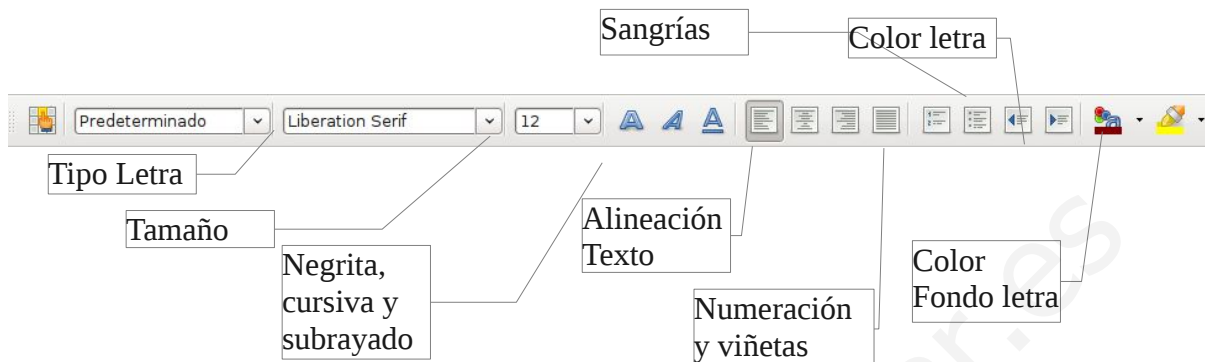 Sangrías
Color letra
Predeterminado
Liberation Serif
12
Tipo Letra
Tamaño
Negrita,
cursiva y
subrayado
Alineación
Texto
Numeración
y viñetas
Color
Fondo letra